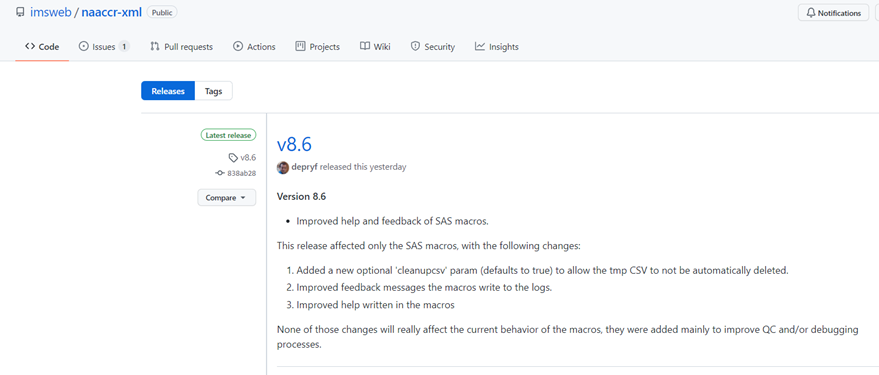 imsweb / naaccr-xml Public
Notifications
Code Issues 1 Pull requests Actions Projects Wiki Security Insights
Releases Tags
Latest release
v8.6
838ab28
Compare
v8.6
depryf released this yesterday
Version 8.6
• Improved help and feedback of SAS macros.
This release affected only the SAS macros, with the following changes:
1. Added a new optional 'cleanupcsv' param (defaults to true) to allow the tmp CSV to not be automatically deleted.
2. Improved feedback messages the macros write to the logs.
3. Improved help written in the macros
None of those changes will really affect the current behavior of the macros, they were added mainly to improve QC and/or debugging
processes.